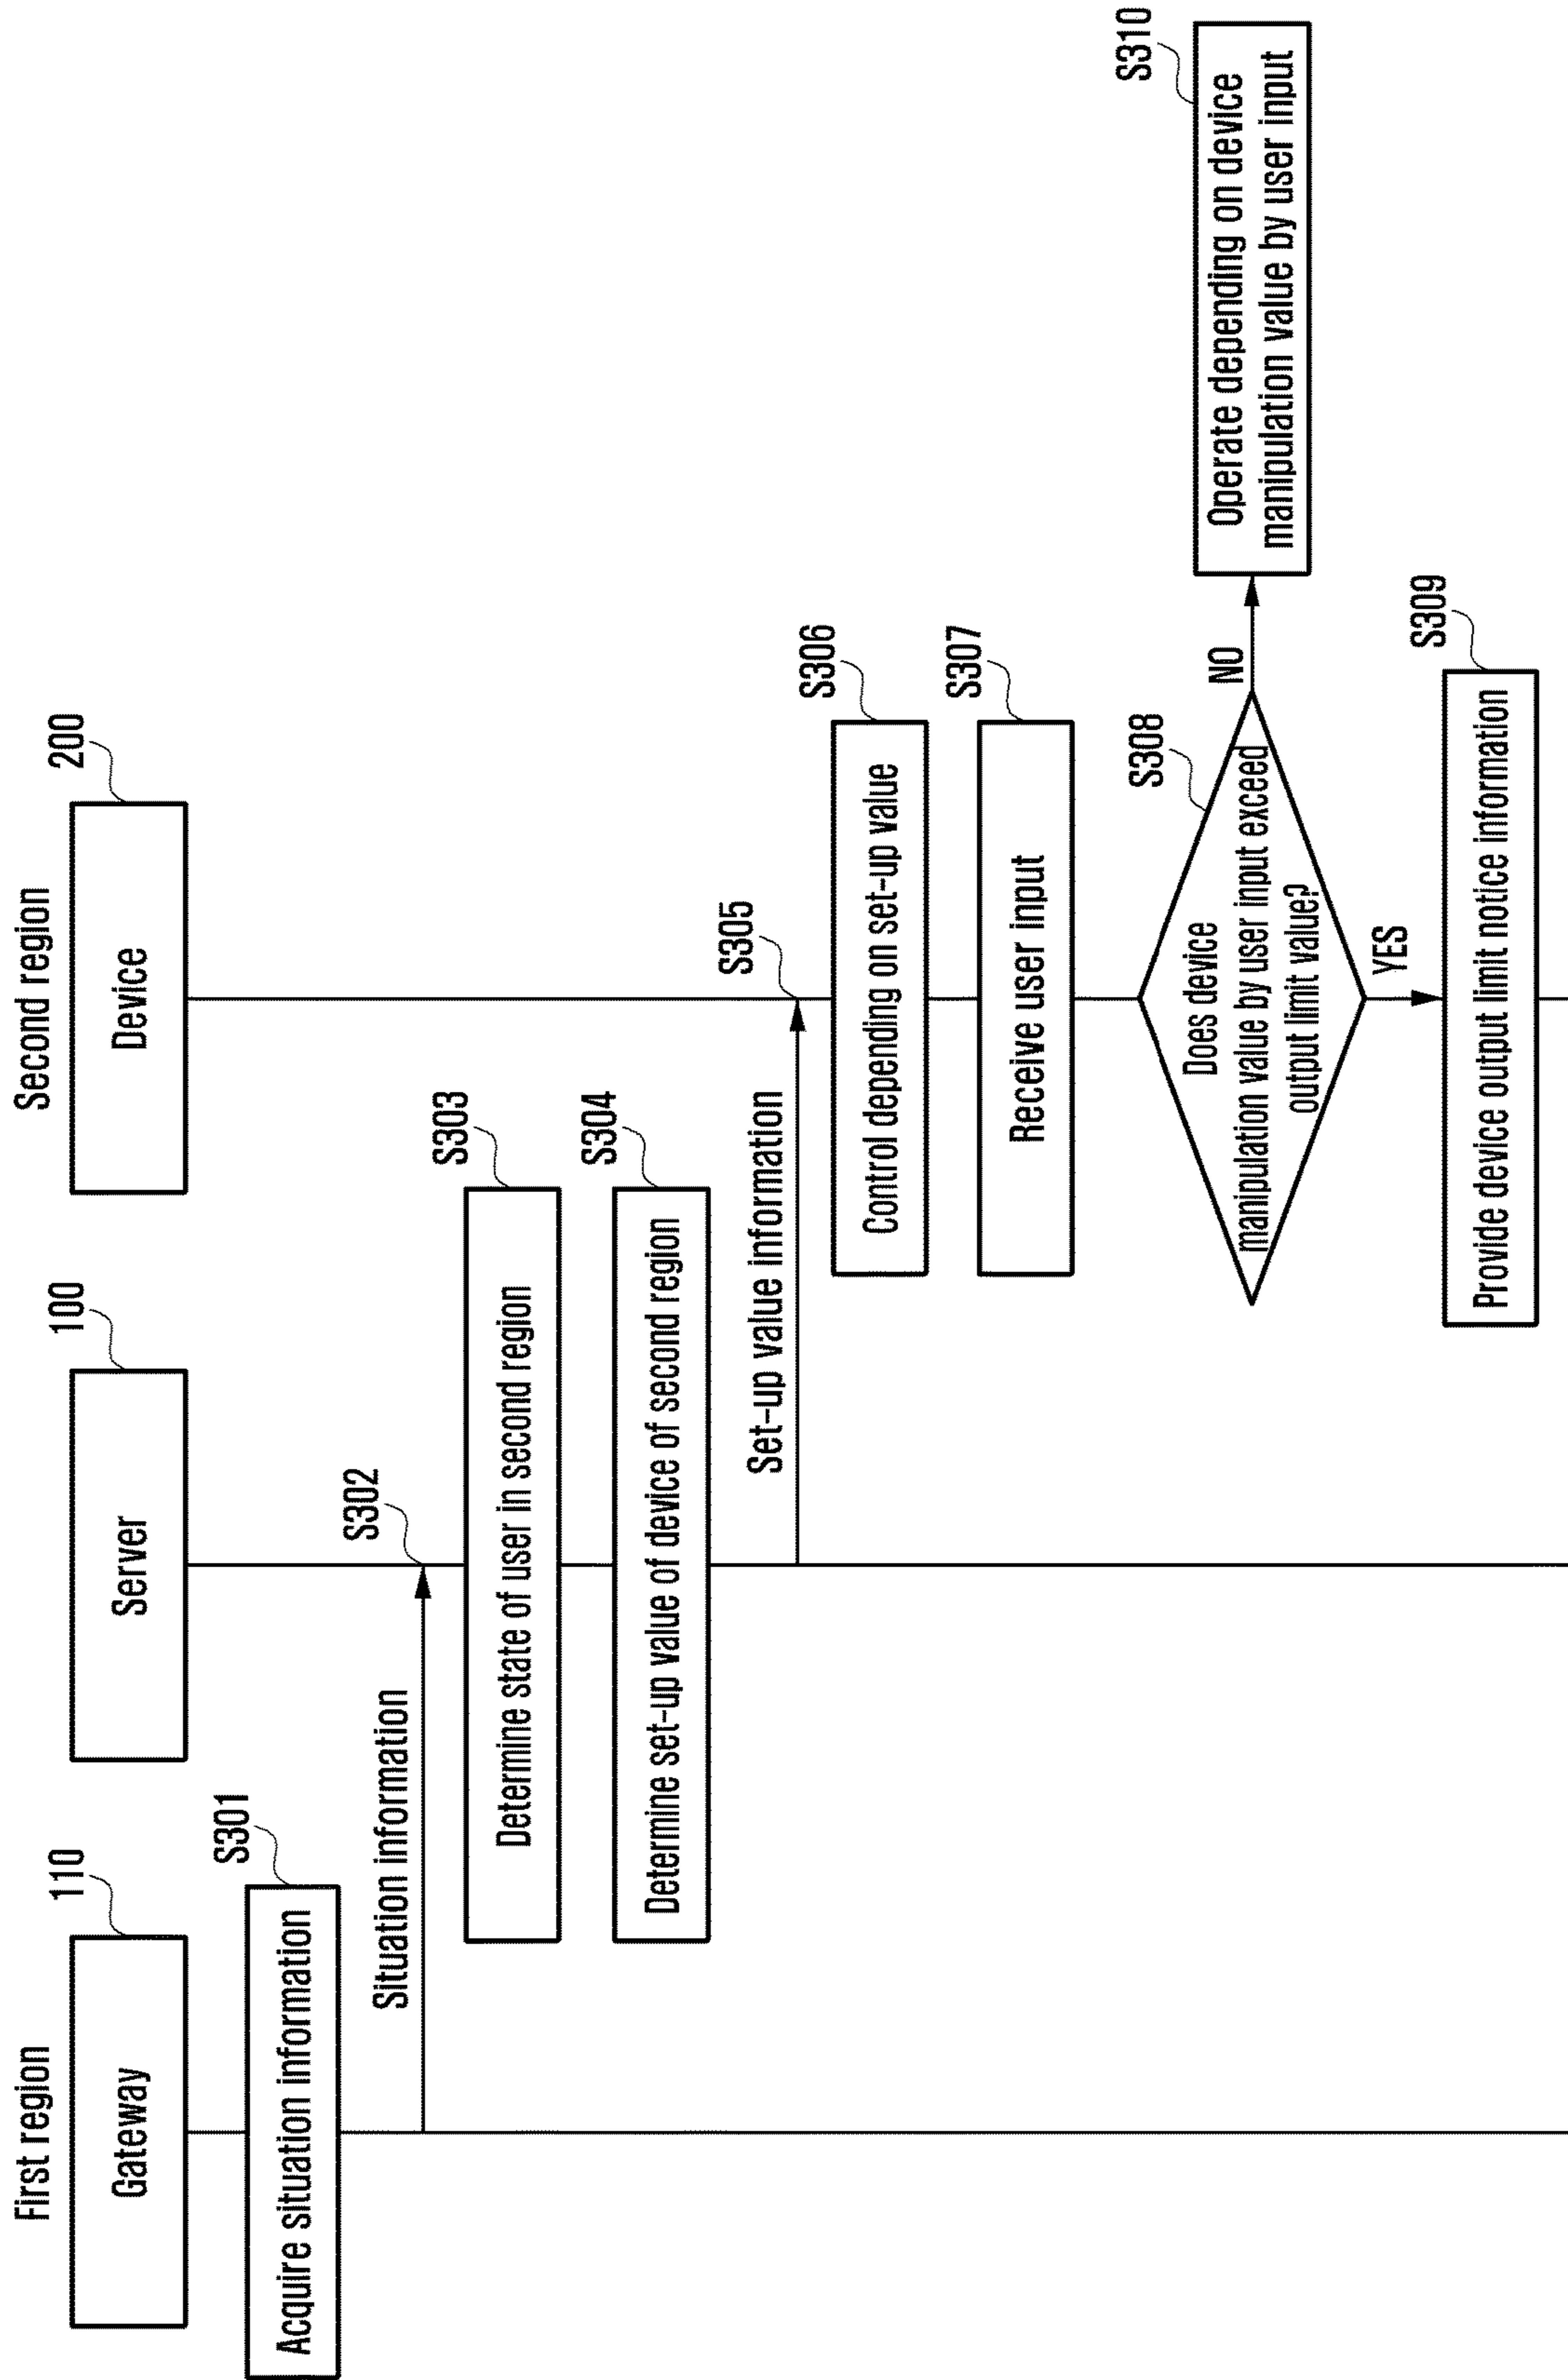 First region
Second region
110
Gateway
100
Server
200
Device
S301
Acquire situation information
Situation information
S302
S303
Determine state of user in second region
S304
Determine set-up value of device of second region
Set-up value information
S305
S306
Control depending on set-up value
S307
Receive user input
S308
Does device
manipulation value by user input exceed
output limit value?
NO
S310
Operate depending on device
manipulation value by user input
YES
S309
Provide device output limit notice information